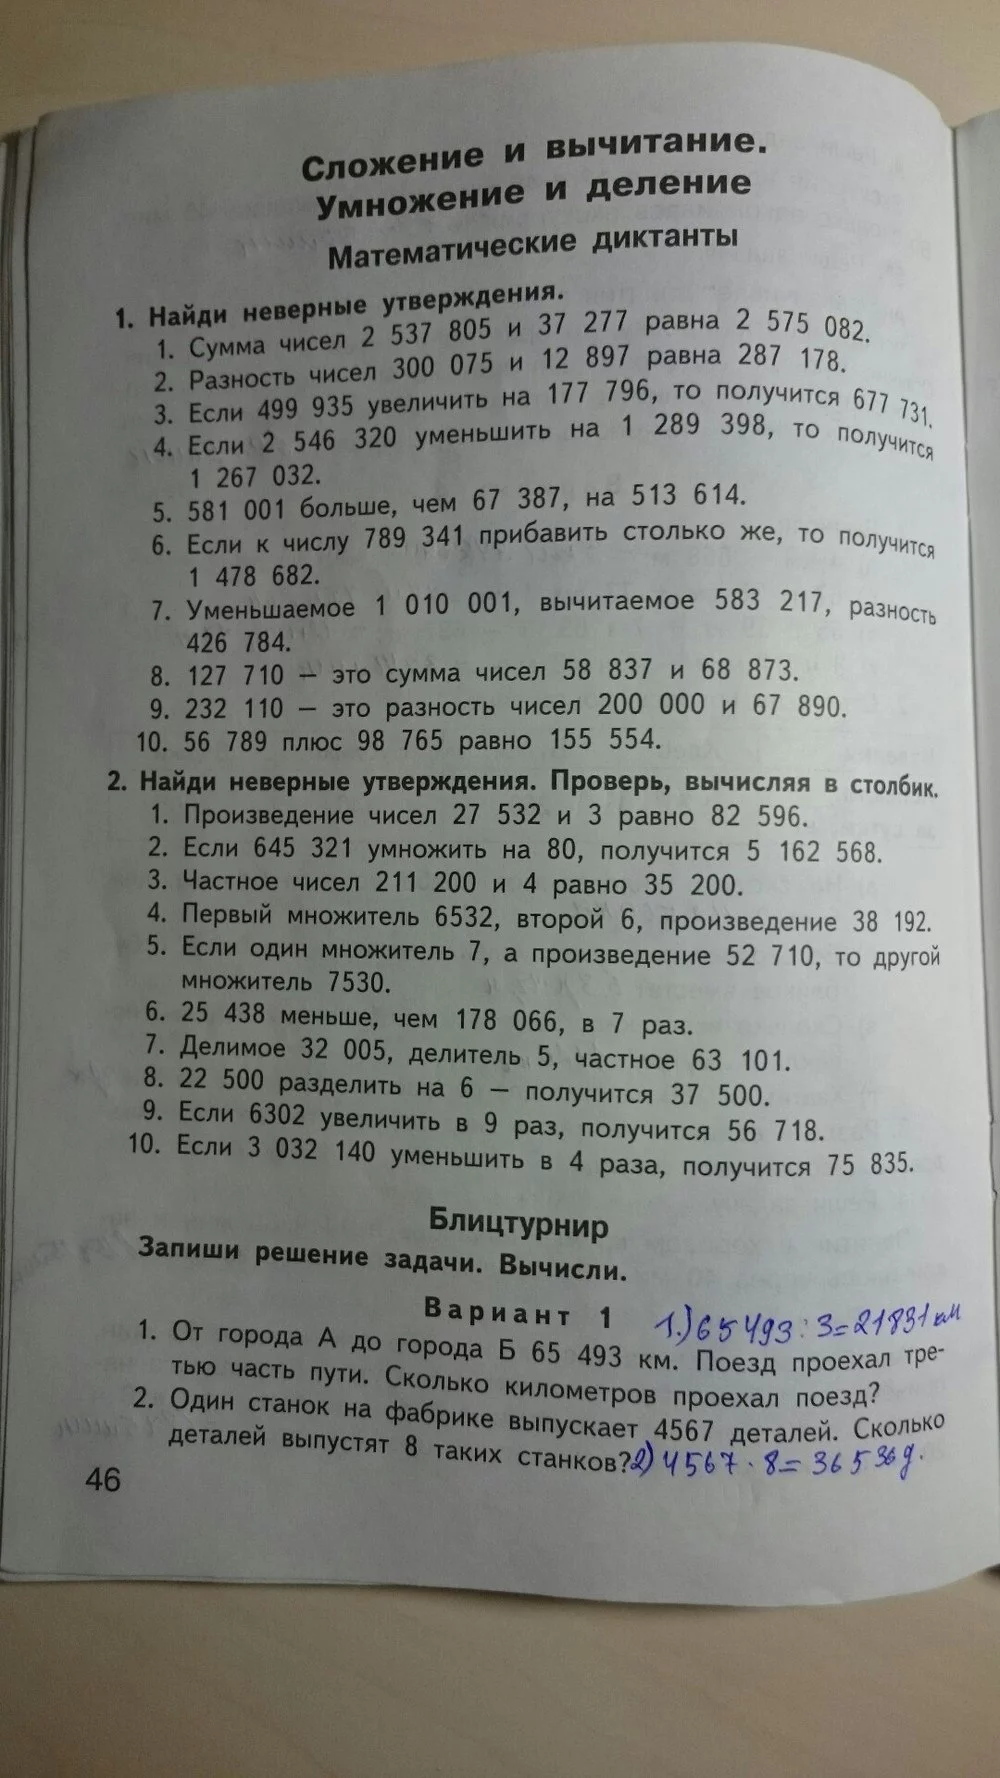 Сложение и вычитание.
Умножение и деление
Математические диктанты
1. Найди неверные утверждения.
1. Сумма чисел 2 537 805 и 37 277 равна 2 575 082.
2. Разность чисел 300 075 и 12 897 равна 287 178.
3. Если 499 935 увеличить на 177 796, то получится 677 731.
4. Если 2 546 320 уменьшить на 1 289 398, то получится
1 267 032.
5. 581 001 больше, чем 67 387, на 513 614.
6. Если к числу 789 341 прибавить столько же, то получится
1 478 682.
7. Уменьшаемое 1 010 001, вычитаемое 583 217, разность
426 784.
8. 127 710 — это сумма чисел 58 837 и 68 873.
9. 232 110 — это разность чисел 200 000 и 67 890.
10. 56 789 плюс 98 765 равно 155 554.
2. Найди неверные утверждения. Проверь, вычисляя в столбик.
1. Произведение чисел 27 532 и 3 равно 82 596.
2. Если 645 321 умножить на 80, получится 5 162 568.
3. Частное чисел 211 200 и 4 равно 35 200.
4. Первый множитель 6532, второй 6, произведение 38 192.
5. Если один множитель 7, а произведение 52 710, то другой
множитель 7530.
6. 25 438 меньше, чем 178 066, в 7 раз.
7. Делимое 32 005, делитель 5, частное 63 101.
8. 22 500 разделить на 6 — получится 37 500.
9. Если 6302 увеличить в 9 раз, получится 56 718.
10. Если 3 032 140 уменьшить в 4 раза, получится 75 835.
Блицтурнир
Запиши решение задачи. Вычисли.
Вариант 1 1.) 65493 : 3 = 21831 км
1. От города А до города Б 65 493 км. Поезд проехал тре-
тью часть пути. Сколько километров проехал поезд?
2. Один станок на фабрике выпускает 4567 деталей. Сколько
деталей выпустят 8 таких станков? 2) 4567 · 8 = 36536 д.
46